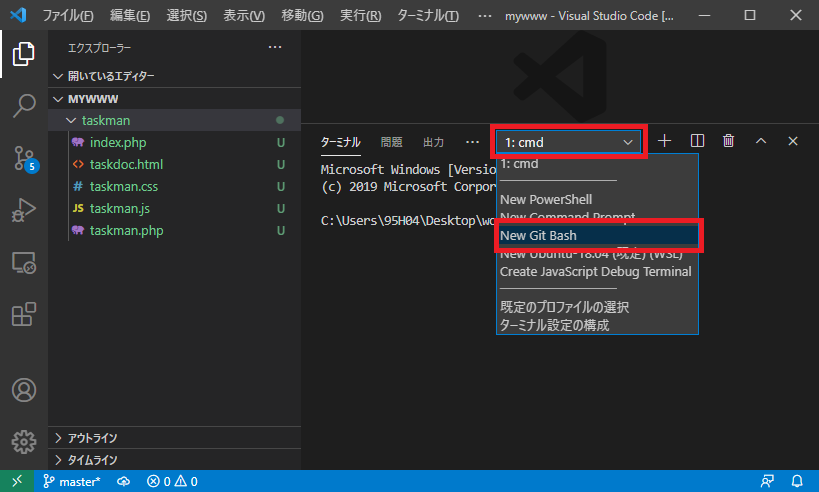 ファイル(F) 編集(E) 選択(S) 表示(V) 移動(G) 実行(R) ターミナル(T) ··· mywww - Visual Studio Code [...
エクスプローラー ···
開いているエディター
MYWWW
taskman
index.php U
taskdoc.html U
# taskman.css U
JS taskman.js U
taskman.php U
アウトライン
タイムライン
ターミナル 問題 出力 ··· 1: cmd
Microsoft Windows [Versio
(c) 2019 Microsoft Corpor
C:\Users\95H04\Desktop\wo
1: cmd
New PowerShell
New Command Prompt
New Git Bash
New Ubuntu-18.04 (既定) (WSL)
Create JavaScript Debug Terminal
既定のプロファイルの選択
ターミナル設定の構成
5
master* 0 0